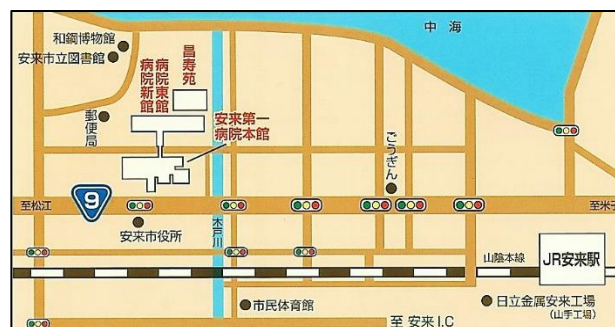 中海
和鋼博物館
安来市立図書館
昌寿苑
病院東館
病院新館
郵便局
安来第一
病院本館
ごうぎん
至松江
9
至米子
安来市役所
木戸川
山陰本線
JR安来駅
市民体育館
日立金属安来工場
(山手工場)
至 安来I.C